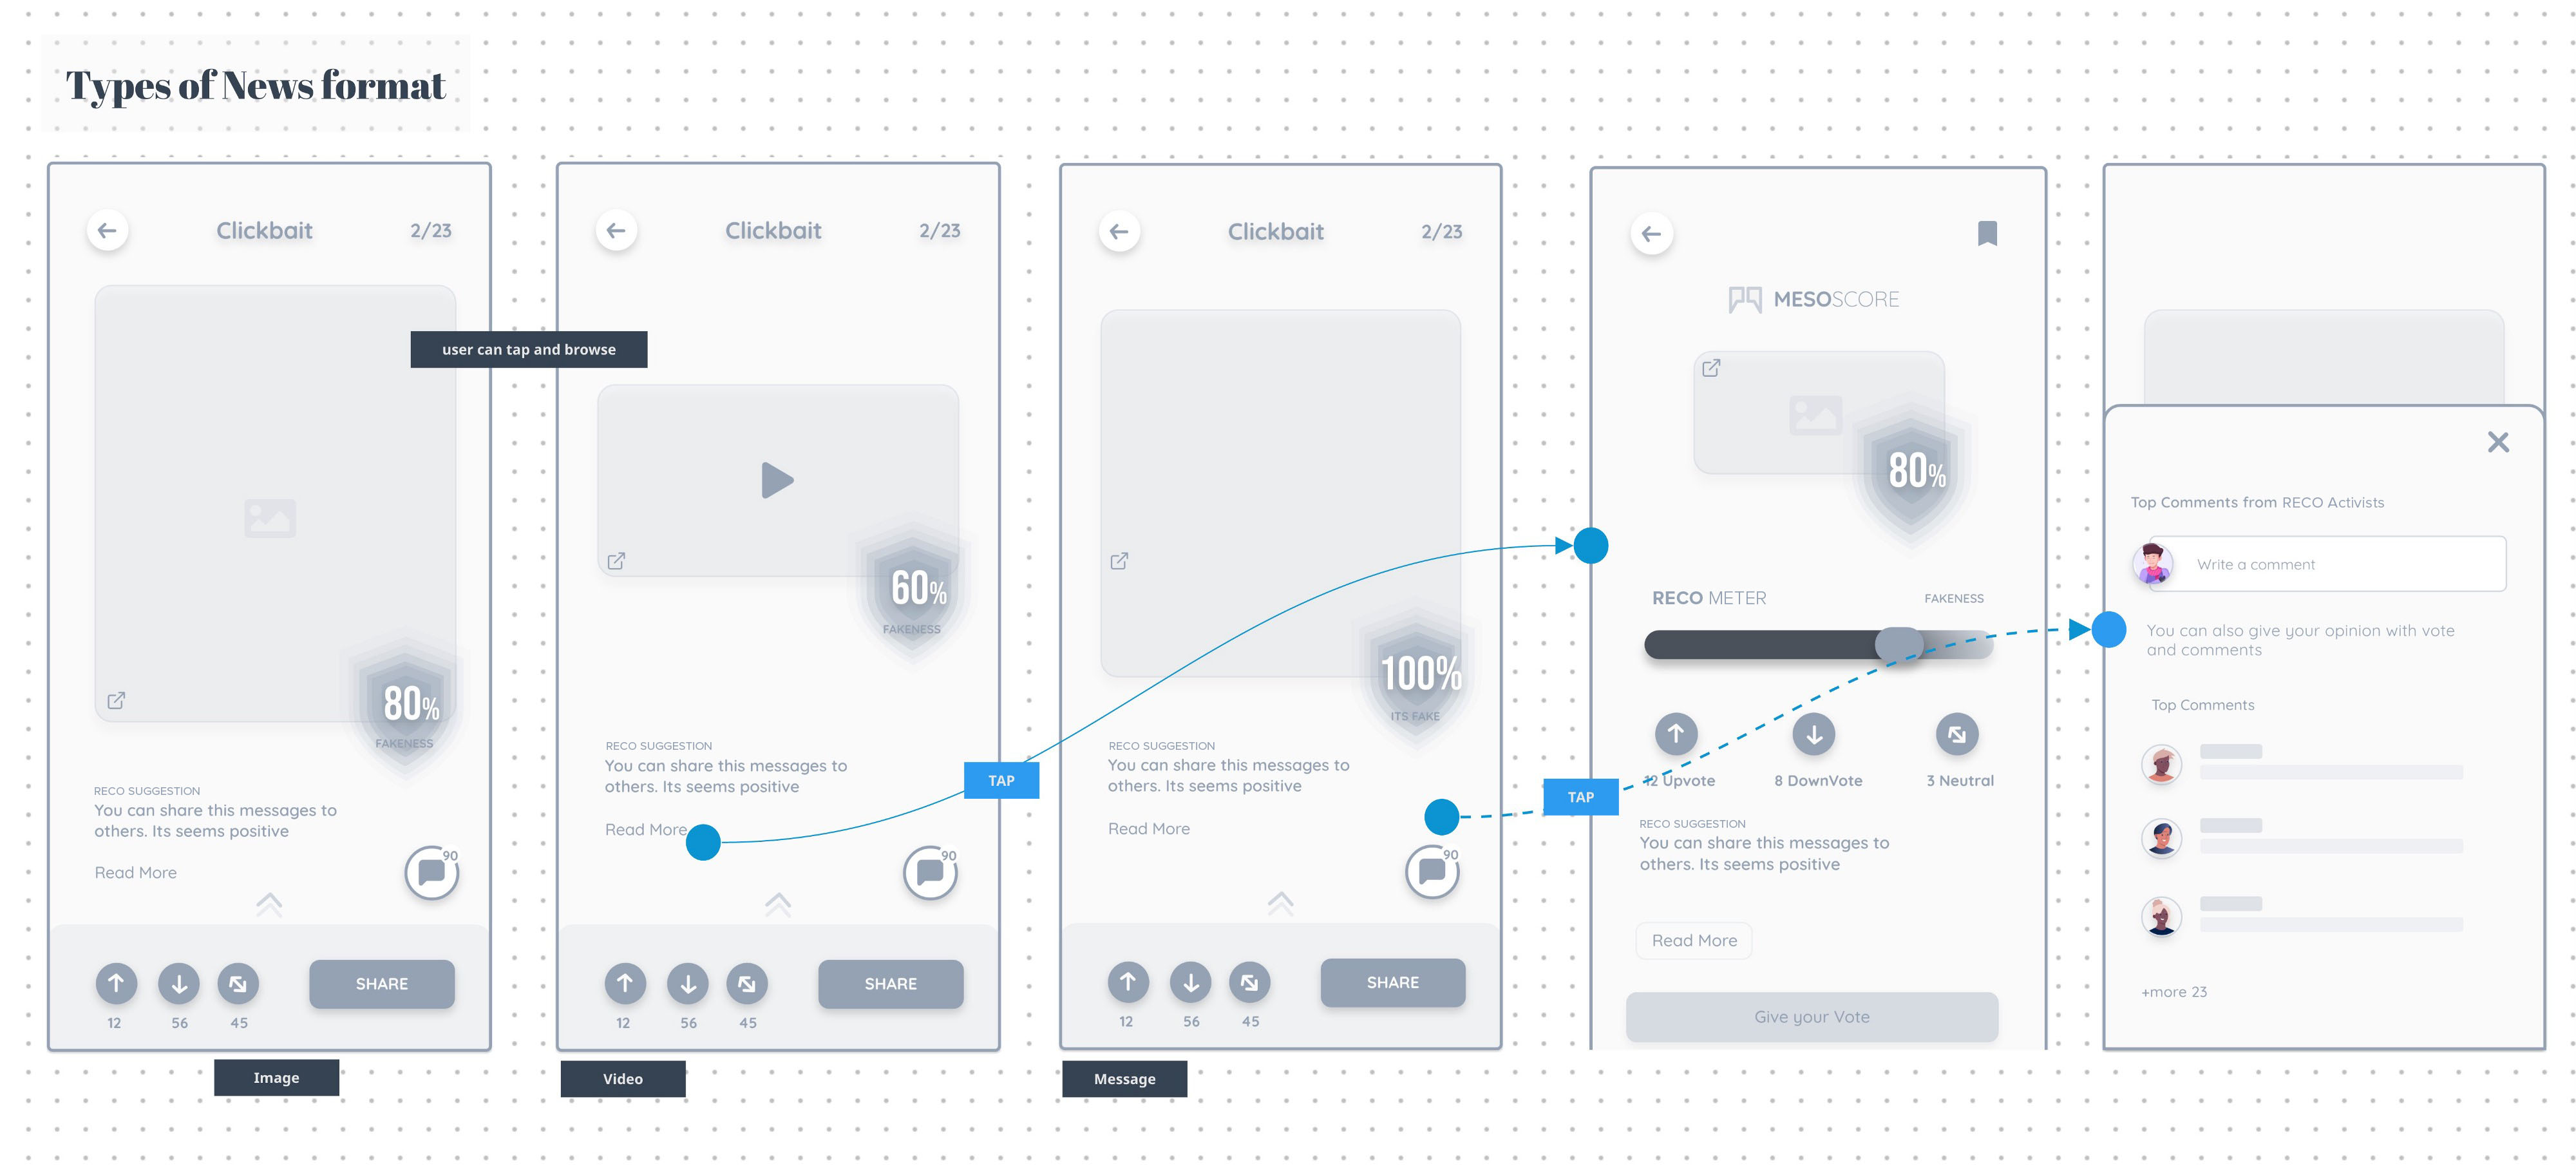 Types of News format
Clickbait
2/23
user can tap and browse
80%
FAKENESS
RECO SUGGESTION
You can share this messages to
others. Its seems positive
Read More
90
12
56
45
SHARE
Image
Clickbait
2/23
60%
FAKENESS
RECO SUGGESTION
You can share this messages to
others. Its seems positive
Read More
TAP
90
12
56
45
SHARE
Video
Clickbait
2/23
100%
ITS FAKE
RECO SUGGESTION
You can share this messages to
others. Its seems positive
Read More
90
12
56
45
SHARE
Message
TAP
MESOSCORE
80%
RECO METER
FAKENESS
12 Upvote
8 DownVote
3 Neutral
RECO SUGGESTION
You can share this messages to
others. Its seems positive
Read More
Give your Vote
Top Comments from RECO Activists
Write a comment
You can also give your opinion with vote
and comments
Top Comments
+more 23